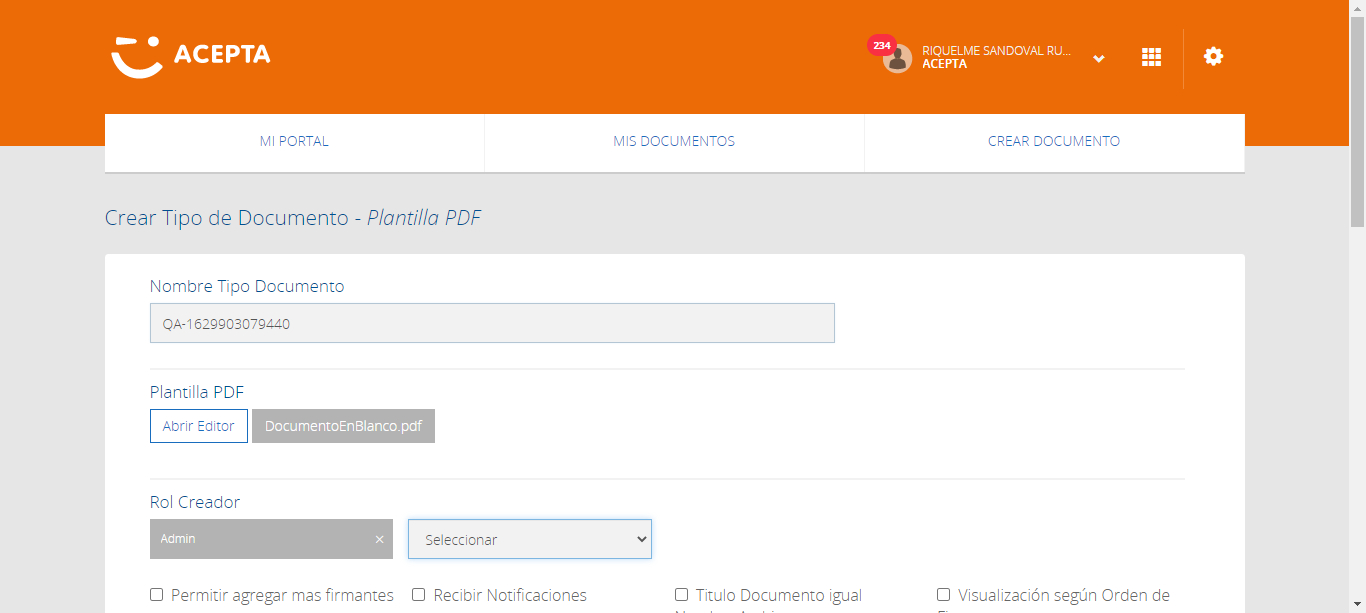 ACEPTA
234
RIQUELME SANDOVAL RU...
ACEPTA
MI PORTAL
MIS DOCUMENTOS
CREAR DOCUMENTO
Crear Tipo de Documento - Plantilla PDF
Nombre Tipo Documento
QA-1629903079440
Plantilla PDF
Abrir Editor
DocumentoEnBlanco.pdf
Rol Creador
Admin ×
Seleccionar
Permitir agregar mas firmantes
Recibir Notificaciones
Titulo Documento igual
Visualización según Orden de